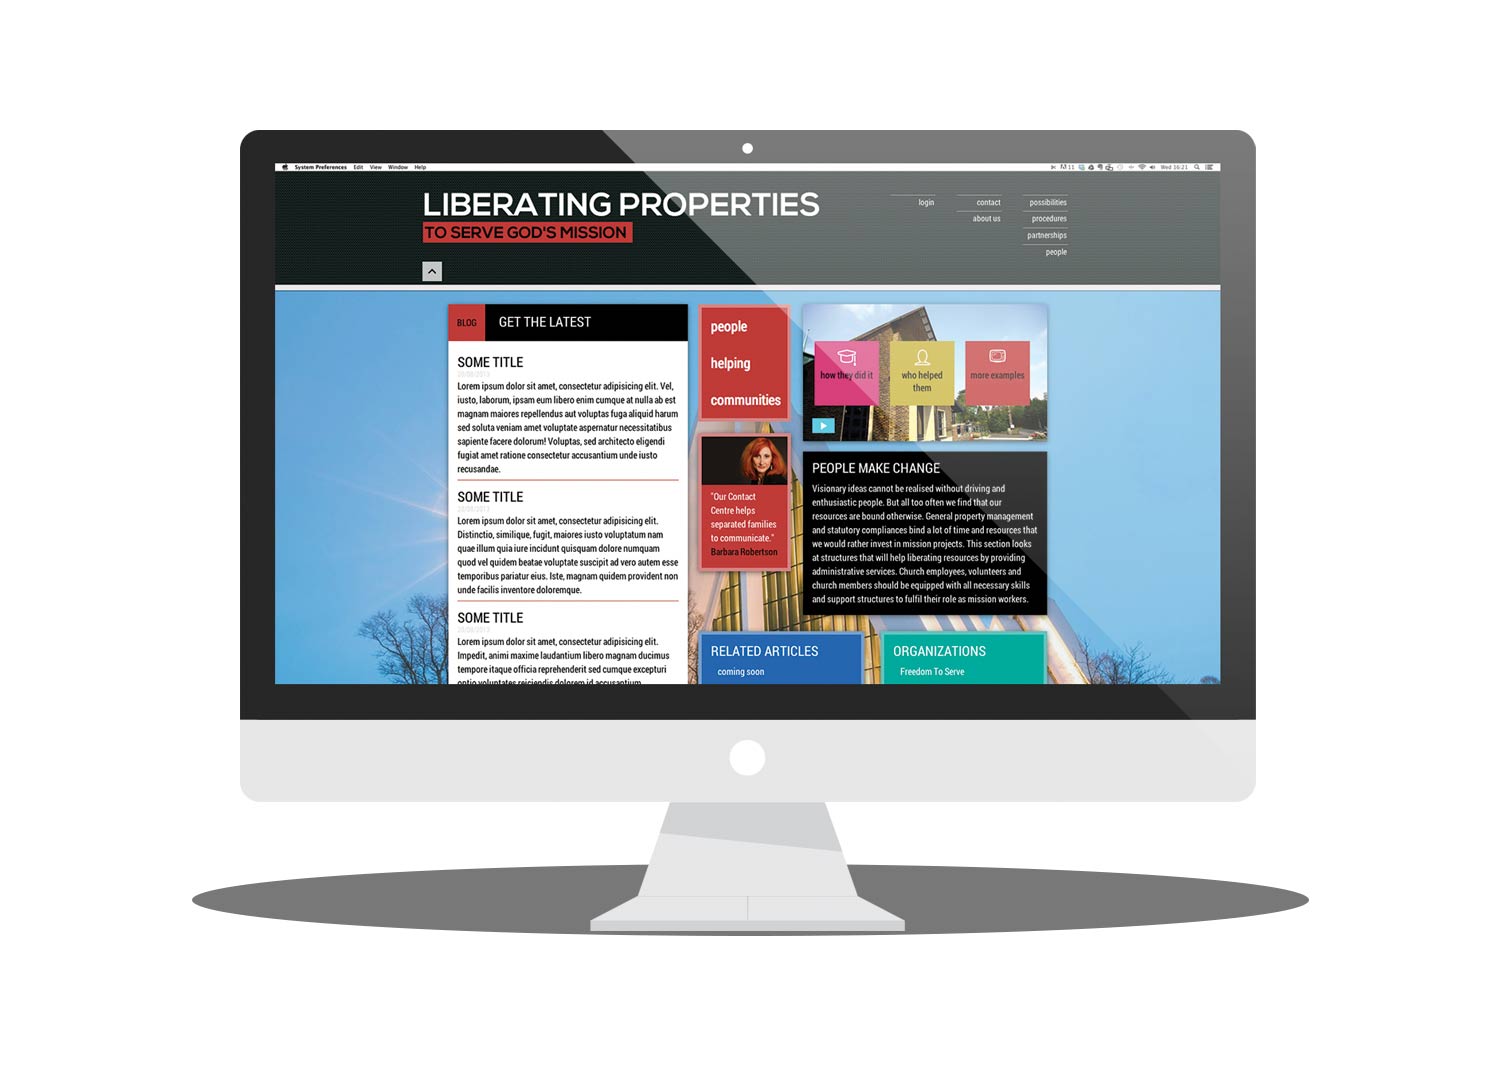 System Preferences Edit View Window Help
Wed 16:21
LIBERATING PROPERTIES
TO SERVE GOD'S MISSION
login
contact
about us
possibilities
procedures
partnerships
people
BLOG
GET THE LATEST
SOME TITLE
Lorem ipsum dolor sit amet, consectetur adipisicing elit. Vel,
iusto, laborum, ipsam eum libero enim cumque at nulla ab est
magnam maiores repellendus aut voluptas fuga aliquid harum
sed soluta veniam amet voluptate aspernatur necessitatibus
sapiente facere dolorum! Voluptas, sed architecto eligendi
fugiat amet ratione consectetur accusantium unde iusto
recusandae.
SOME TITLE
Lorem ipsum dolor sit amet, consectetur adipisicing elit.
Distinctio, similique, fugit, maiores iusto voluptatum nam
quae illum quia iure incidunt quisquam dolore numquam
quod vel quidem beatae voluptate suscipit ad vero autem esse
temporibus pariatur eius. Iste, magnam quidem provident non
unde facilis inventore doloremque.
SOME TITLE
Lorem ipsum dolor sit amet, consectetur adipisicing elit.
Impedit, animi maxime laudantium libero magnam ducimus
tempore itaque officia reprehenderit sed cumque excepturi
optio voluptates reiciendis dolorem id accusantium
people
helping
communities
"Our Contact
Centre helps
separated families
to communicate."
Barbara Robertson
how they did it
who helped
them
more examples
PEOPLE MAKE CHANGE
Visionary ideas cannot be realised without driving and
enthusiastic people. But all too often we find that our
resources are bound otherwise. General property management
and statutory compliances bind a lot of time and resources that
we would rather invest in mission projects. This section looks
at structures that will help liberating resources by providing
administrative services. Church employees, volunteers and
church members should be equipped with all necessary skills
and support structures to fulfil their role as mission workers.
RELATED ARTICLES
coming soon
ORGANIZATIONS
Freedom To Serve